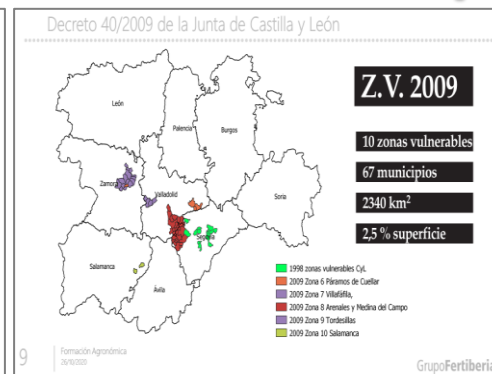 Decreto 40/2009 de la Junta de Castilla y León
Z.V. 2009
10 zonas vulnerables
67 municipios
2340 km²
2,5 % superficie
León
Palencia
Burgos
Zamora
Valladolid
Soria
Segovia
Salamanca
Ávila
1998 zonas vulnerables CyL
2009 Zona 6 Páramos de Cuellar
2009 Zona 7 Villafáfila,
2009 Zona 8 Arenales y Medina del Campo
2009 Zona 9 Tordesillas
2009 Zona 10 Salamanca
9
Formación Agronómica
26/10/2020
GrupoFertiberia